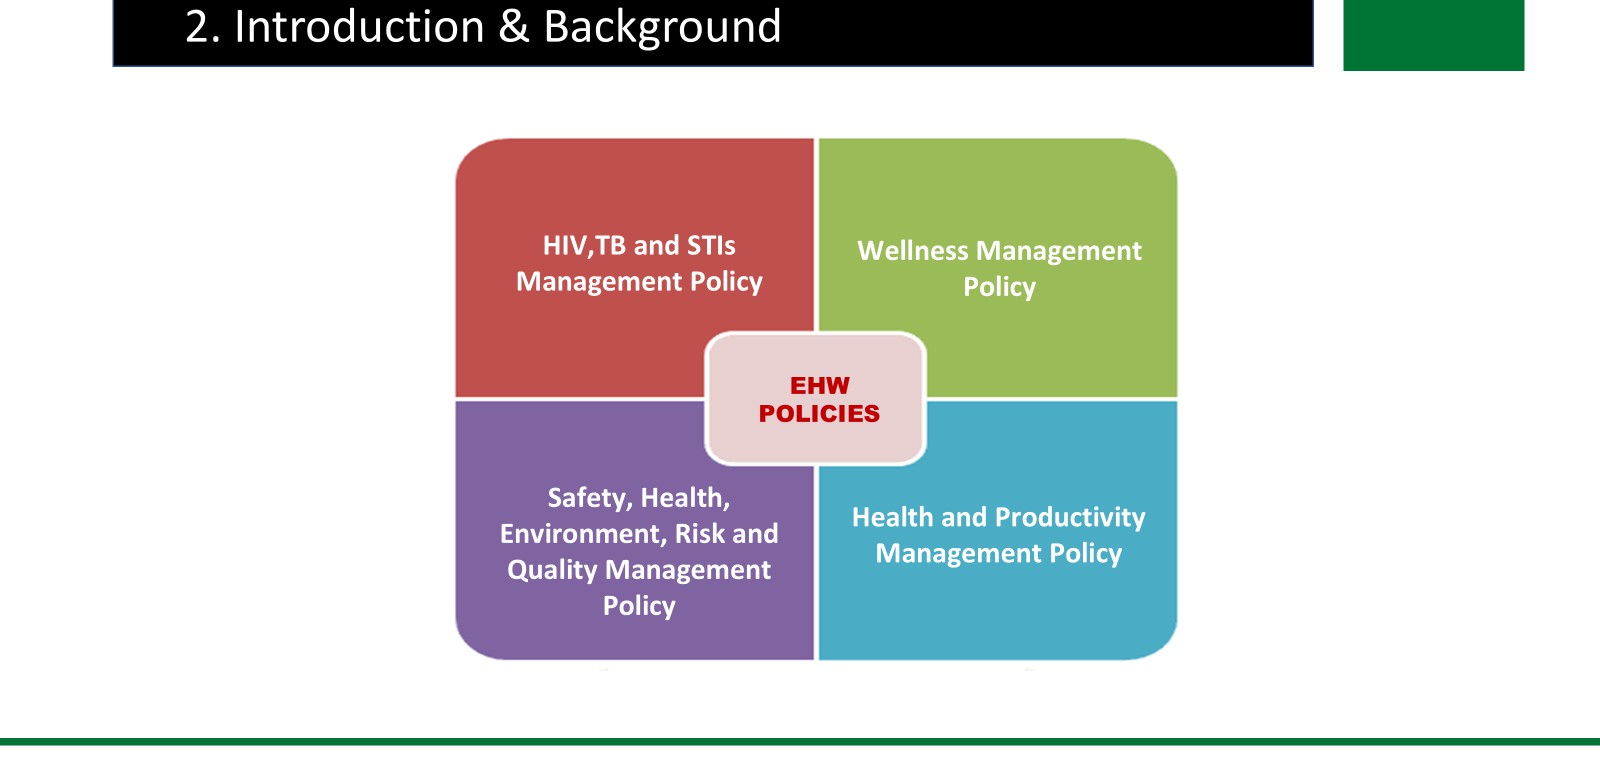 2. Introduction & Background
HIV,TB and STIs
Management Policy
Wellness Management
Policy
EHW
POLICIES
Safety, Health,
Environment, Risk and
Quality Management
Policy
Health and Productivity
Management Policy